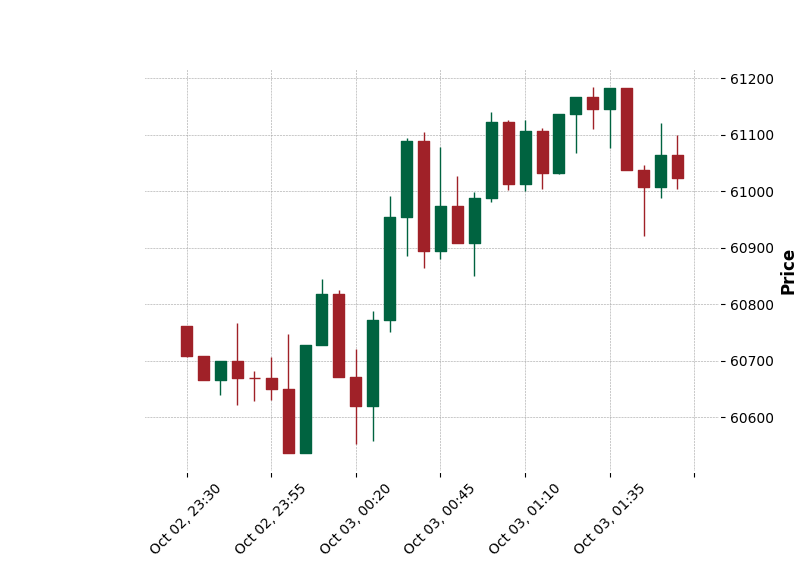 61200
61100
61000
60900
60800
60700
60600
Price
Oct 02, 23:30
Oct 02, 23:55
Oct 03, 00:20
Oct 03, 00:45
Oct 03, 01:10
Oct 03, 01:35